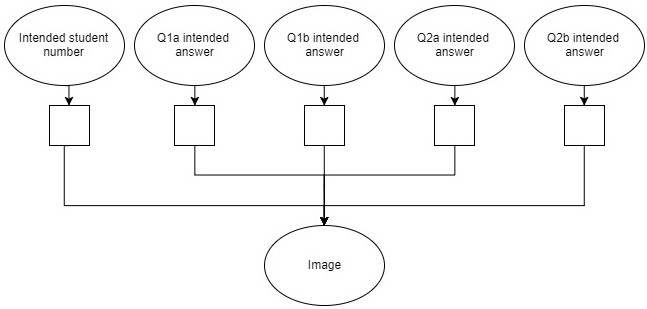 Intended student
number
Q1a intended
answer
Q1b intended
answer
Q2a intended
answer
Q2b intended
answer
Image